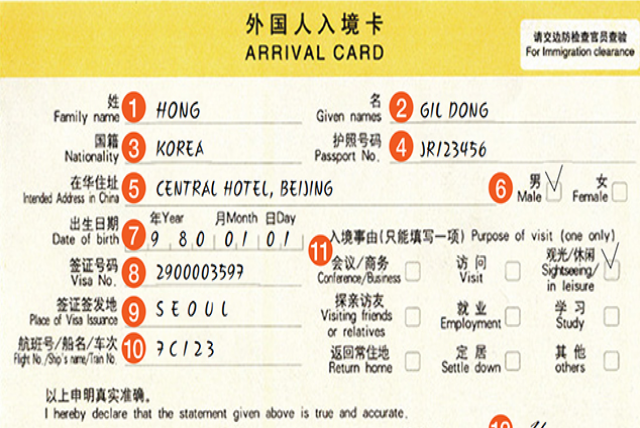 外国人入境卡
ARRIVAL CARD
请交边防检查官员查验
For Immigration clearance
姓
Family name
1 HONG
名
Given names
2 GIL DONG
国籍
Nationality
3 KOREA
护照号码
Passport No.
4 JR123456
在华住址
Intended Address in China
5 CENTRAL HOTEL, BEIJING
6 男
Male
女
Female
出生日期
Date of birth
7 年Year 月Month 日Day
9 8 0 0 1 0 1
11 入境事由(只能填写一项) Purpose of visit (one only)
签证号码
Visa No.
8 2900003597
会议/商务
Conference/Business
访问
Visit
观光/休闲
Sightseeing/
in leisure
签证签发地
Place of Visa Issuance
9 SEOUL
探亲访友
Visiting friends
or relatives
就业
Employment
学习
Study
航班号/船名/车次
Flight No./Ship's name/Train No.
10 7C123
返回常住地
Return home
定居
Settle down
其他
others
以上申明真实准确。
I hereby declare that the statement given above is true and accurate.